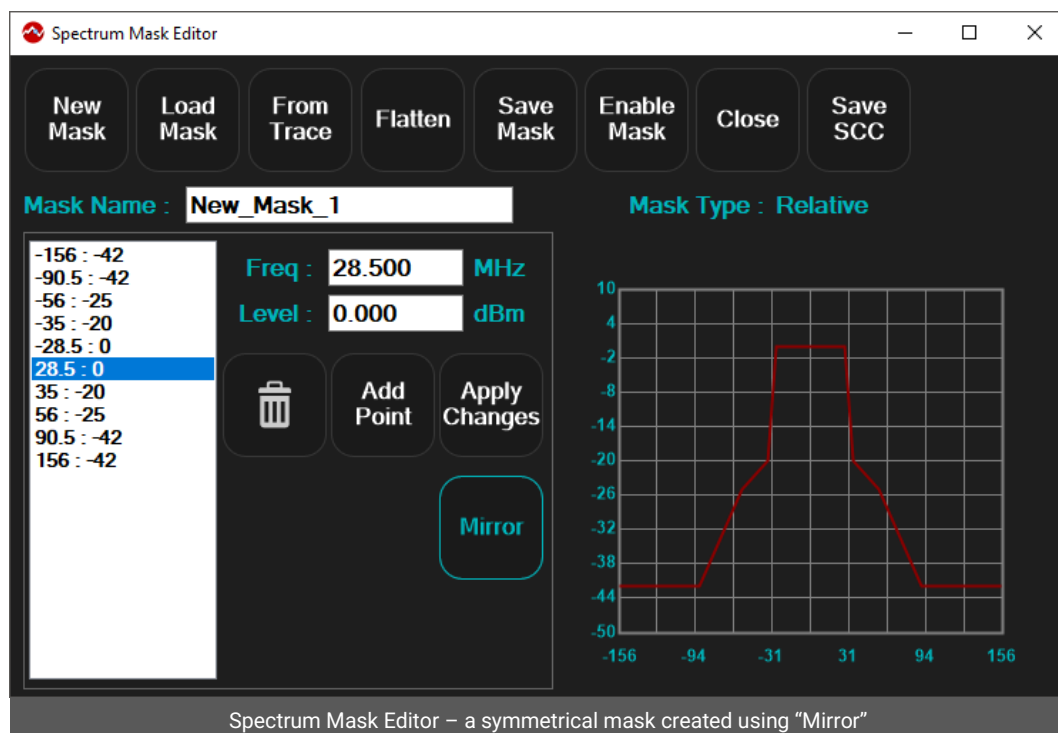 Spectrum Mask Editor
New Mask
Load Mask
From Trace
Flatten
Save Mask
Enable Mask
Close
Save SCC
Mask Name : New_Mask_1
Mask Type : Relative
-156 : -42
-90.5 : -42
-56 : -25
-35 : -20
-28.5 : 0
28.5 : 0
35 : -20
56 : -25
90.5 : -42
156 : -42
Freq : 28.500 MHz
Level : 0.000 dBm
Add Point
Apply Changes
Mirror
10
4
-2
-8
-14
-20
-26
-32
-38
-44
-50
-156 -94 -31 31 94 156
Spectrum Mask Editor – a symmetrical mask created using “Mirror”